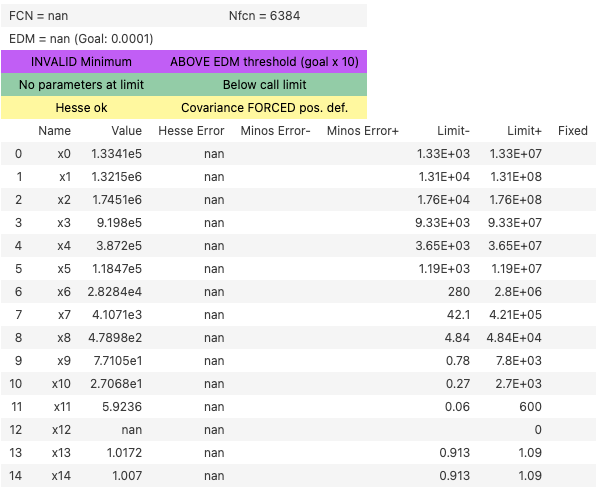 FCN = nan Nfcn = 6384
EDM = nan (Goal: 0.0001)
INVALID Minimum ABOVE EDM threshold (goal x 10)
No parameters at limit Below call limit
Hesse ok Covariance FORCED pos. def.
Name Value Hesse Error Minos Error- Minos Error+ Limit- Limit+ Fixed
0 x0 1.3341e5 nan 1.33E+03 1.33E+07
1 x1 1.3215e6 nan 1.31E+04 1.31E+08
2 x2 1.7451e6 nan 1.76E+04 1.76E+08
3 x3 9.198e5 nan 9.33E+03 9.33E+07
4 x4 3.872e5 nan 3.65E+03 3.65E+07
5 x5 1.1847e5 nan 1.19E+03 1.19E+07
6 x6 2.8284e4 nan 280 2.8E+06
7 x7 4.1071e3 nan 42.1 4.21E+05
8 x8 4.7898e2 nan 4.84 4.84E+04
9 x9 7.7105e1 nan 0.78 7.8E+03
10 x10 2.7068e1 nan 0.27 2.7E+03
11 x11 5.9236 nan 0.06 600
12 x12 nan nan 0
13 x13 1.0172 nan 0.913 1.09
14 x14 1.007 nan 0.913 1.09